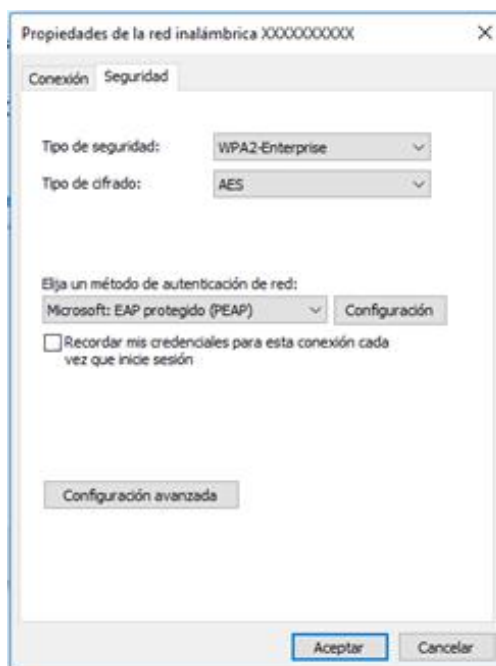 Propiedades de la red inalámbrica XXXXXXXXXX
Conexión Seguridad
Tipo de seguridad: WPA2-Enterprise
Tipo de cifrado: AES
Elija un método de autenticación de red:
Microsoft: EAP protegido (PEAP) Configuración
Recordar mis credenciales para esta conexión cada
vez que inicie sesión
Configuración avanzada
Aceptar Cancelar